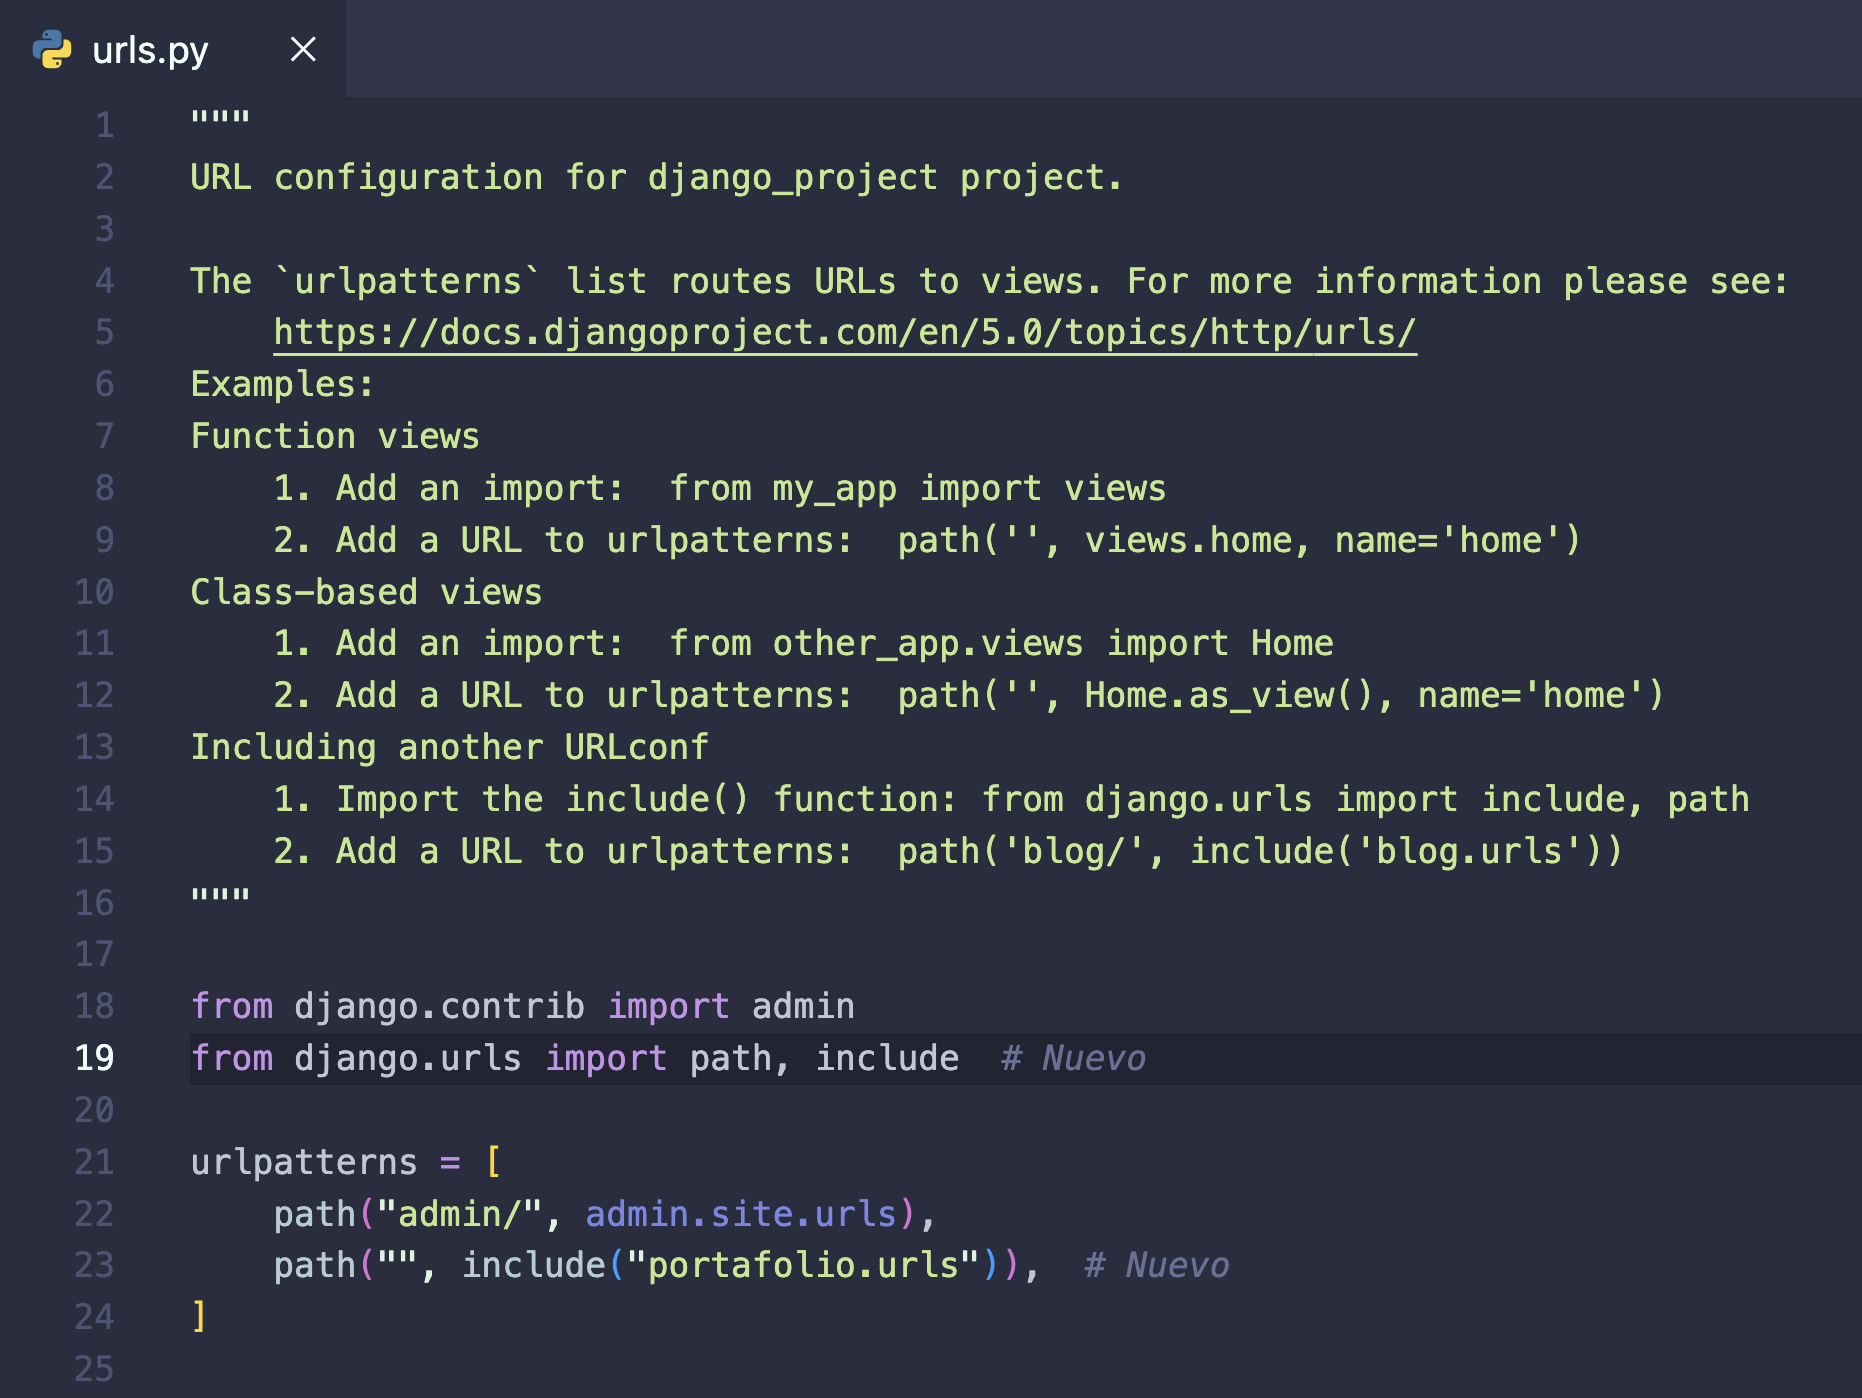 urls.py
1 """
2 URL configuration for django_project project.
3
4 The `urlpatterns` list routes URLs to views. For more information please see:
5     https://docs.djangoproject.com/en/5.0/topics/http/urls/
6 Examples:
7 Function views
8     1. Add an import:  from my_app import views
9     2. Add a URL to urlpatterns:  path('', views.home, name='home')
10 Class-based views
11     1. Add an import:  from other_app.views import Home
12     2. Add a URL to urlpatterns:  path('', Home.as_view(), name='home')
13 Including another URLconf
14     1. Import the include() function: from django.urls import include, path
15     2. Add a URL to urlpatterns:  path('blog/', include('blog.urls'))
16 """
17
18 from django.contrib import admin
19 from django.urls import path, include  # Nuevo
20
21 urlpatterns = [
22     path("admin/", admin.site.urls),
23     path("", include("portafolio.urls")),  # Nuevo
24 ]
25